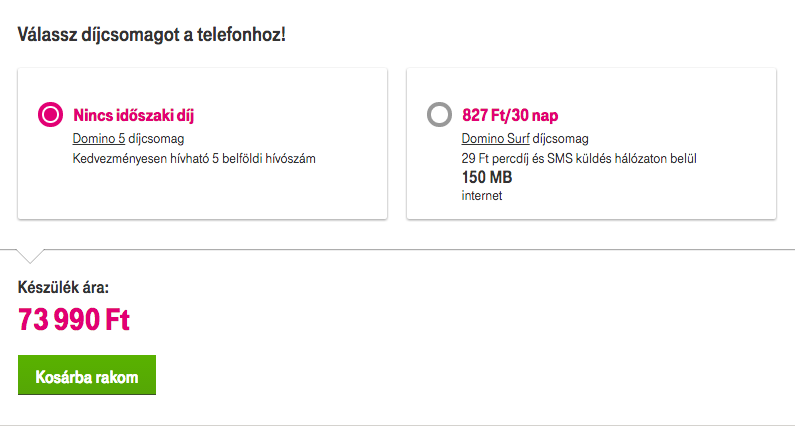 Válassz díjcsomagot a telefonhoz!
Nincs időszaki díj
Domino 5 díjcsomag
Kedvezményesen hívható 5 belföldi hívószám
827 Ft/30 nap
Domino Surf díjcsomag
29 Ft percdíj és SMS küldés hálózaton belül
150 MB
internet
Készülék ára:
73 990 Ft
Kosárba rakom